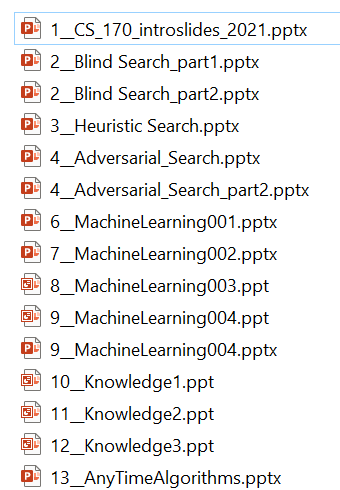 1__CS_170_introslides_2021.pptx
2__Blind Search_part1.pptx
2__Blind Search_part2.pptx
3__Heuristic Search.pptx
4__Adversarial_Search.pptx
4__Adversarial_Search_part2.pptx
6__MachineLearning001.pptx
7__MachineLearning002.pptx
8__MachineLearning003.ppt
9__MachineLearning004.ppt
9__MachineLearning004.pptx
10__Knowledge1.ppt
11__Knowledge2.ppt
12__Knowledge3.ppt
13__AnyTimeAlgorithms.pptx